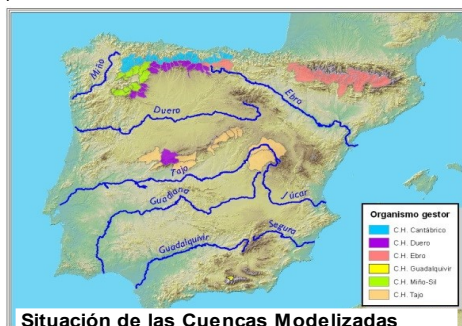 Miño
Ebro
Duero
Tajo
Guadiana
Júcar
Segura
Guadalquivir
Organismo gestor
C.H. Cantábrico
C.H. Duero
C.H. Ebro
C.H. Guadalquivir
C.H. Miño-Sil
C.H. Tajo
Situación de las Cuencas Modelizadas